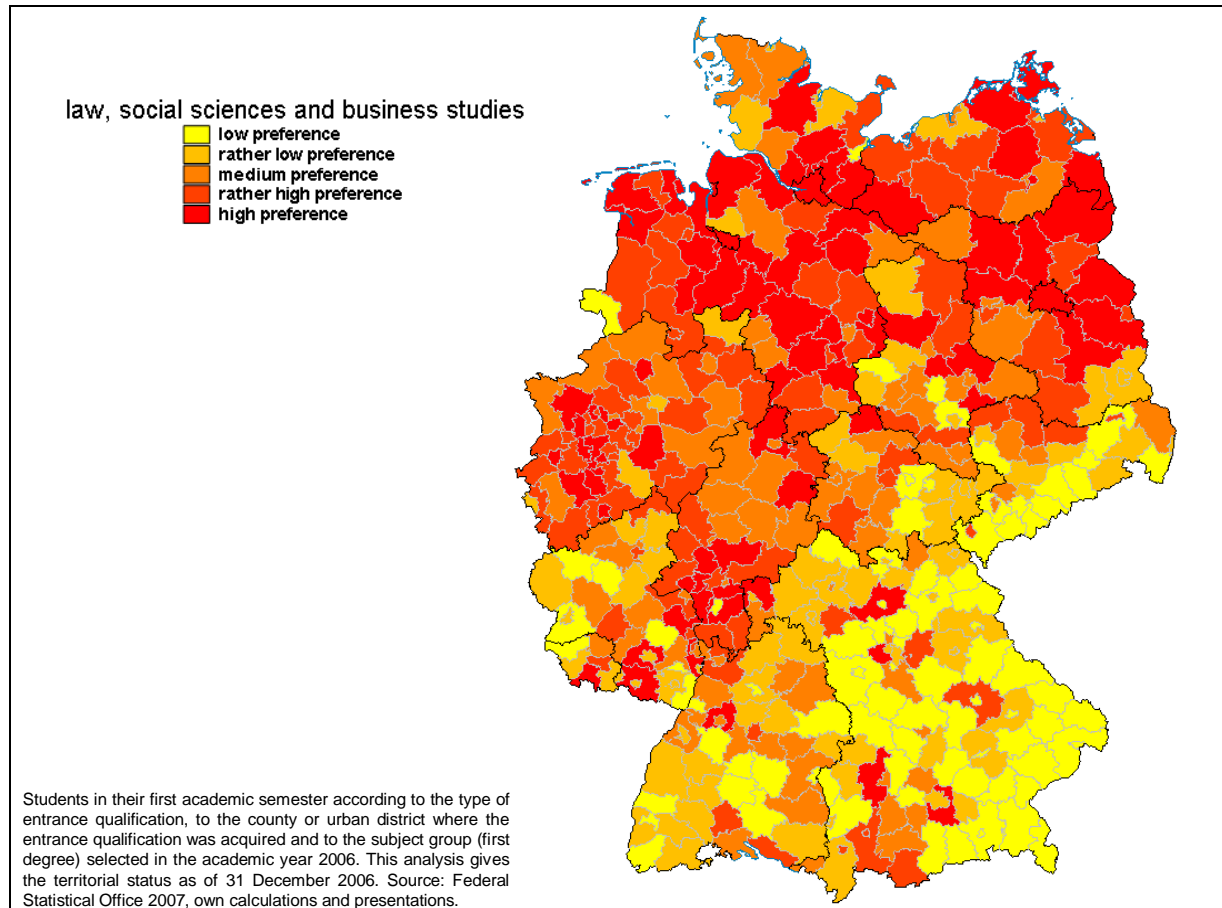 law, social sciences and business studies
low preference
rather low preference
medium preference
rather high preference
high preference
Students in their first academic semester according to the type of
entrance qualification, to the county or urban district where the
entrance qualification was acquired and to the subject group (first
degree) selected in the academic year 2006. This analysis gives
the territorial status as of 31 December 2006. Source: Federal
Statistical Office 2007, own calculations and presentations.